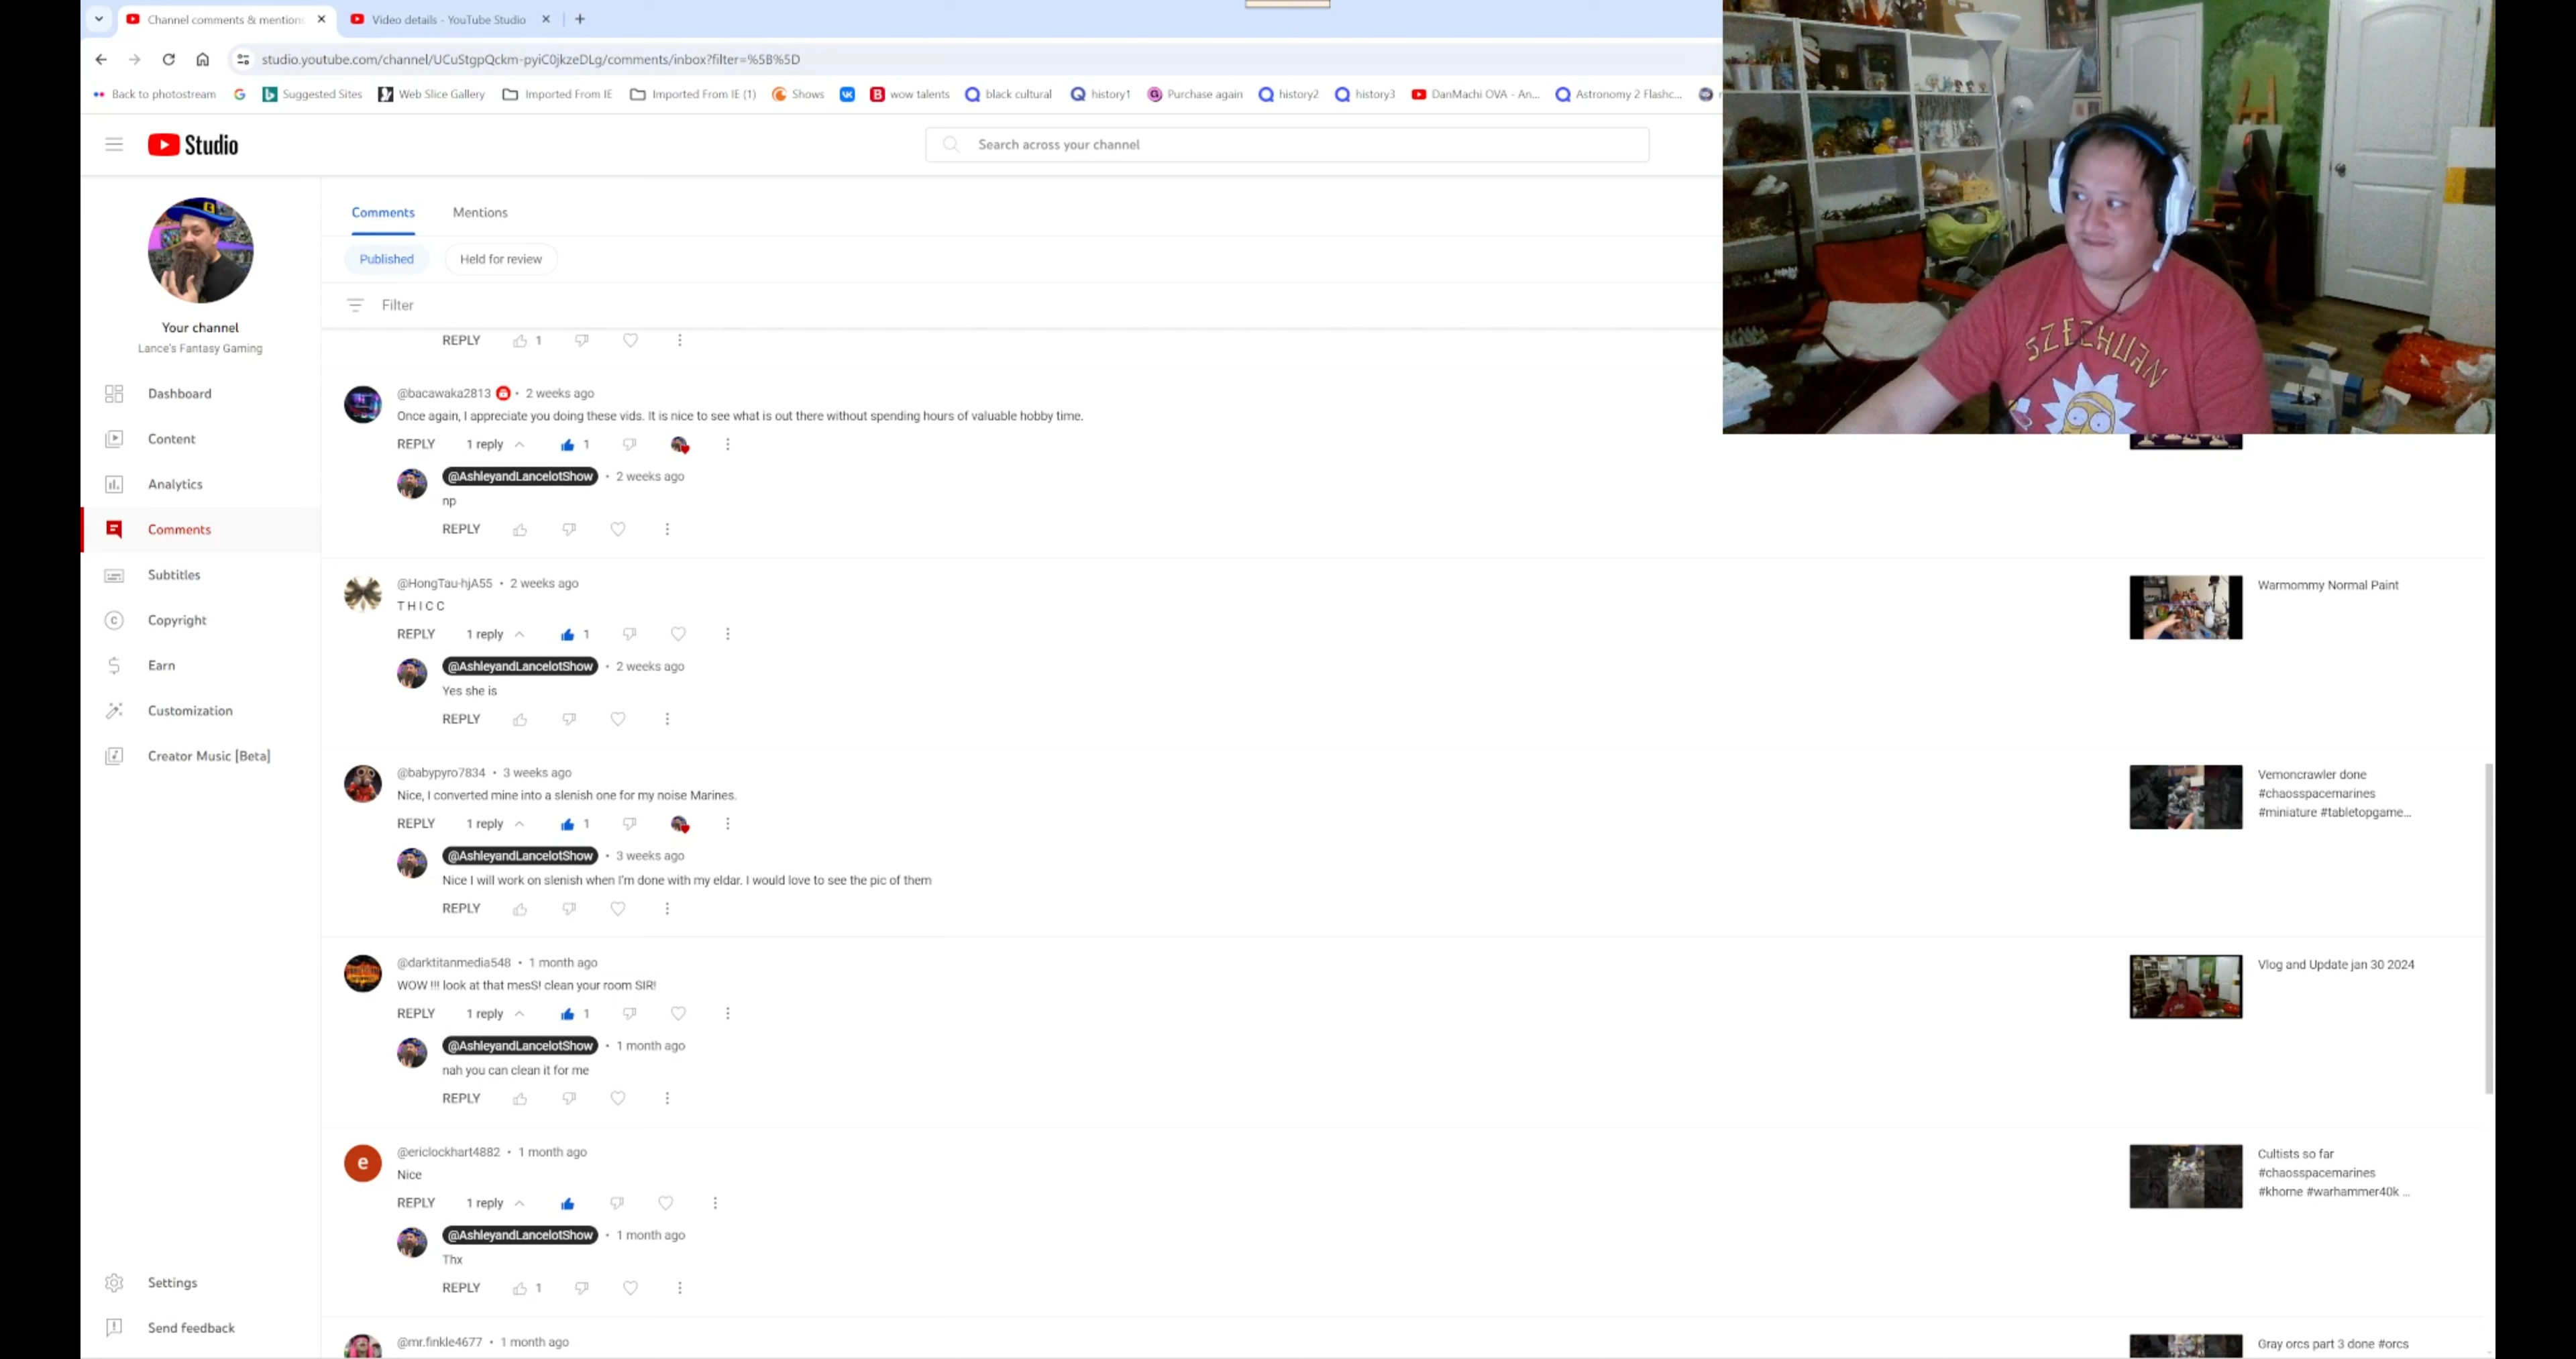 Channel comments & mention
Video details - YouTube Studio
studio.youtube.com/channel/UCuStgpQckm-pyiC0jkzeDLg/comments/inbox?filter=%5B%5D
Back to photostream
Suggested Sites
Web Slice Gallery
Imported From IE
Imported From IE (1)
Shows
wow talents
black cultural
history1
Purchase again
history2
history3
DanMachi OVA - An...
Astronomy 2 Flashc...
Studio
Search across your channel
Your channel
Lance's Fantasy Gaming
Dashboard
Content
Analytics
Comments
Subtitles
Copyright
Earn
Customization
Creator Music [Beta]
Settings
Send feedback
Comments
Mentions
Published
Held for review
Filter
REPLY 1
@bacawaka2813 • 2 weeks ago
Once again, I appreciate you doing these vids. It is nice to see what is out there without spending hours of valuable hobby time.
REPLY 1 reply 1
@AshleyandLancelotShow • 2 weeks ago
np
REPLY
@HongTau-hjA55 • 2 weeks ago
T H I C C
REPLY 1 reply 1
@AshleyandLancelotShow • 2 weeks ago
Yes she is
REPLY
Warmommy Normal Paint
@babypyro7834 • 3 weeks ago
Nice, I converted mine into a slenish one for my noise Marines.
REPLY 1 reply 1
@AshleyandLancelotShow • 3 weeks ago
Nice I will work on slenish when I'm done with my eldar. I would love to see the pic of them
REPLY
Vemoncrawler done
#chaosspacemarines
#miniature #tabletopgame...
@darktitanmedia548 • 1 month ago
WOW !!! look at that mesS! clean your room SIR!
REPLY 1 reply 1
@AshleyandLancelotShow • 1 month ago
nah you can clean it for me
REPLY
Vlog and Update jan 30 2024
e
@ericlockhart4882 • 1 month ago
Nice
REPLY 1 reply
@AshleyandLancelotShow • 1 month ago
Thx
REPLY 1
Cultists so far
#chaosspacemarines
#khorne #warhammer40k ...
@mr.finkle4677 • 1 month ago
Gray orcs part 3 done #orcs
SZECHUAN